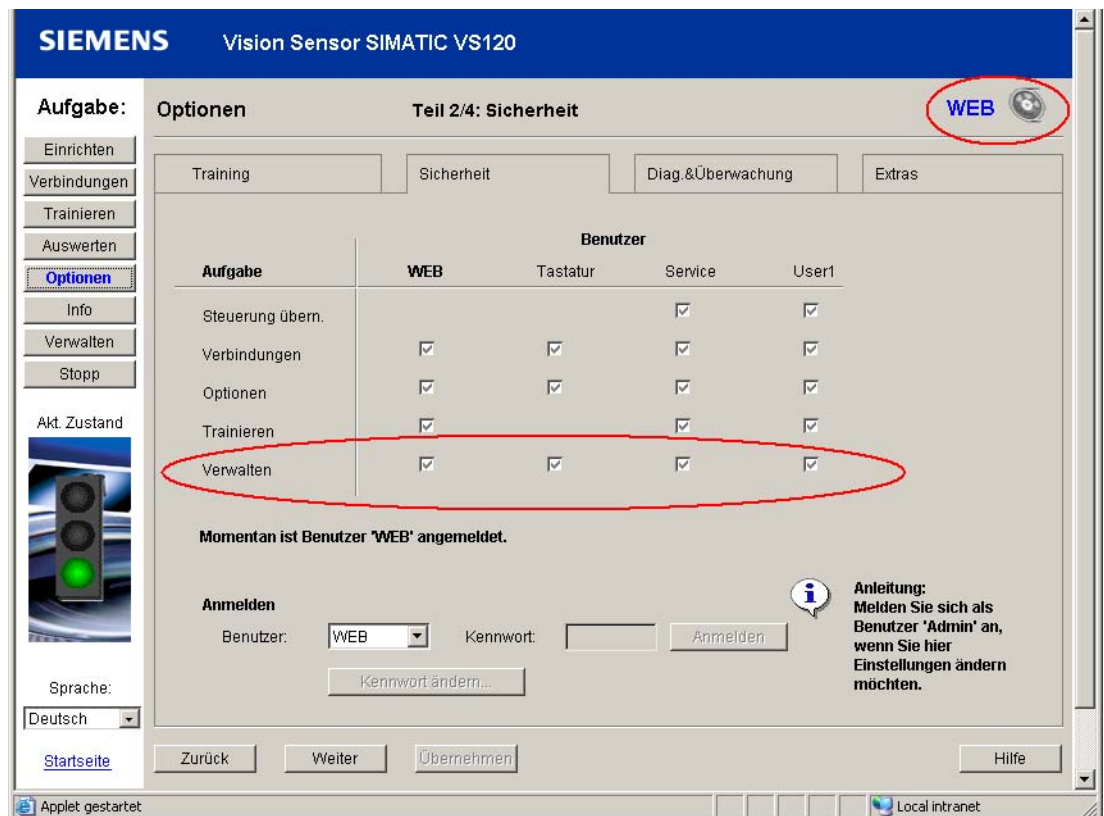 SIEMENS Vision Sensor SIMATIC VS120
Aufgabe:
Optionen Teil 2/4: Sicherheit WEB
Einrichten
Verbindungen
Trainieren
Auswerten
Optionen
Info
Verwalten
Stopp
Akt. Zustand
Sprache:
Deutsch
Startseite
Training Sicherheit Diag.&Überwachung Extras
Benutzer
Aufgabe WEB Tastatur Service User1
Steuerung übern.
Verbindungen
Optionen
Trainieren
Verwalten
Momentan ist Benutzer 'WEB' angemeldet.
Anmelden
Benutzer: WEB Kennwort: Anmelden
Kennwort ändern...
Anleitung:
Melden Sie sich als
Benutzer 'Admin' an,
wenn Sie hier
Einstellungen ändern
möchten.
Zurück Weiter Übernehmen Hilfe
Applet gestartet Local intranet